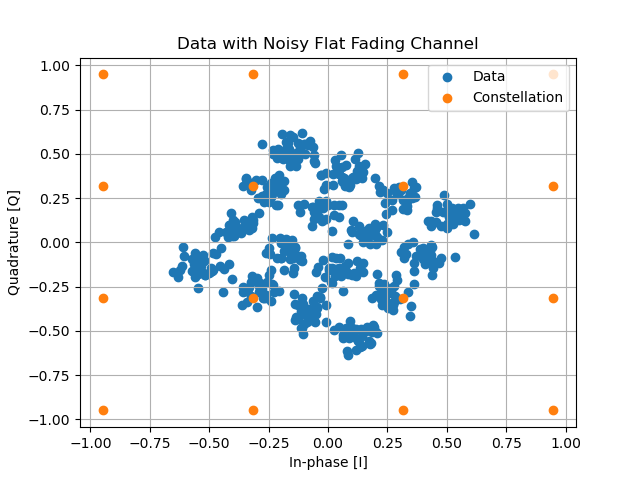 Data with Noisy Flat Fading Channel
Data
Constellation
1.00
0.75
0.50
0.25
0.00
−0.25
−0.50
−0.75
−1.00
Quadrature [Q]
−1.00 −0.75 −0.50 −0.25 0.00 0.25 0.50 0.75 1.00
In-phase [I]